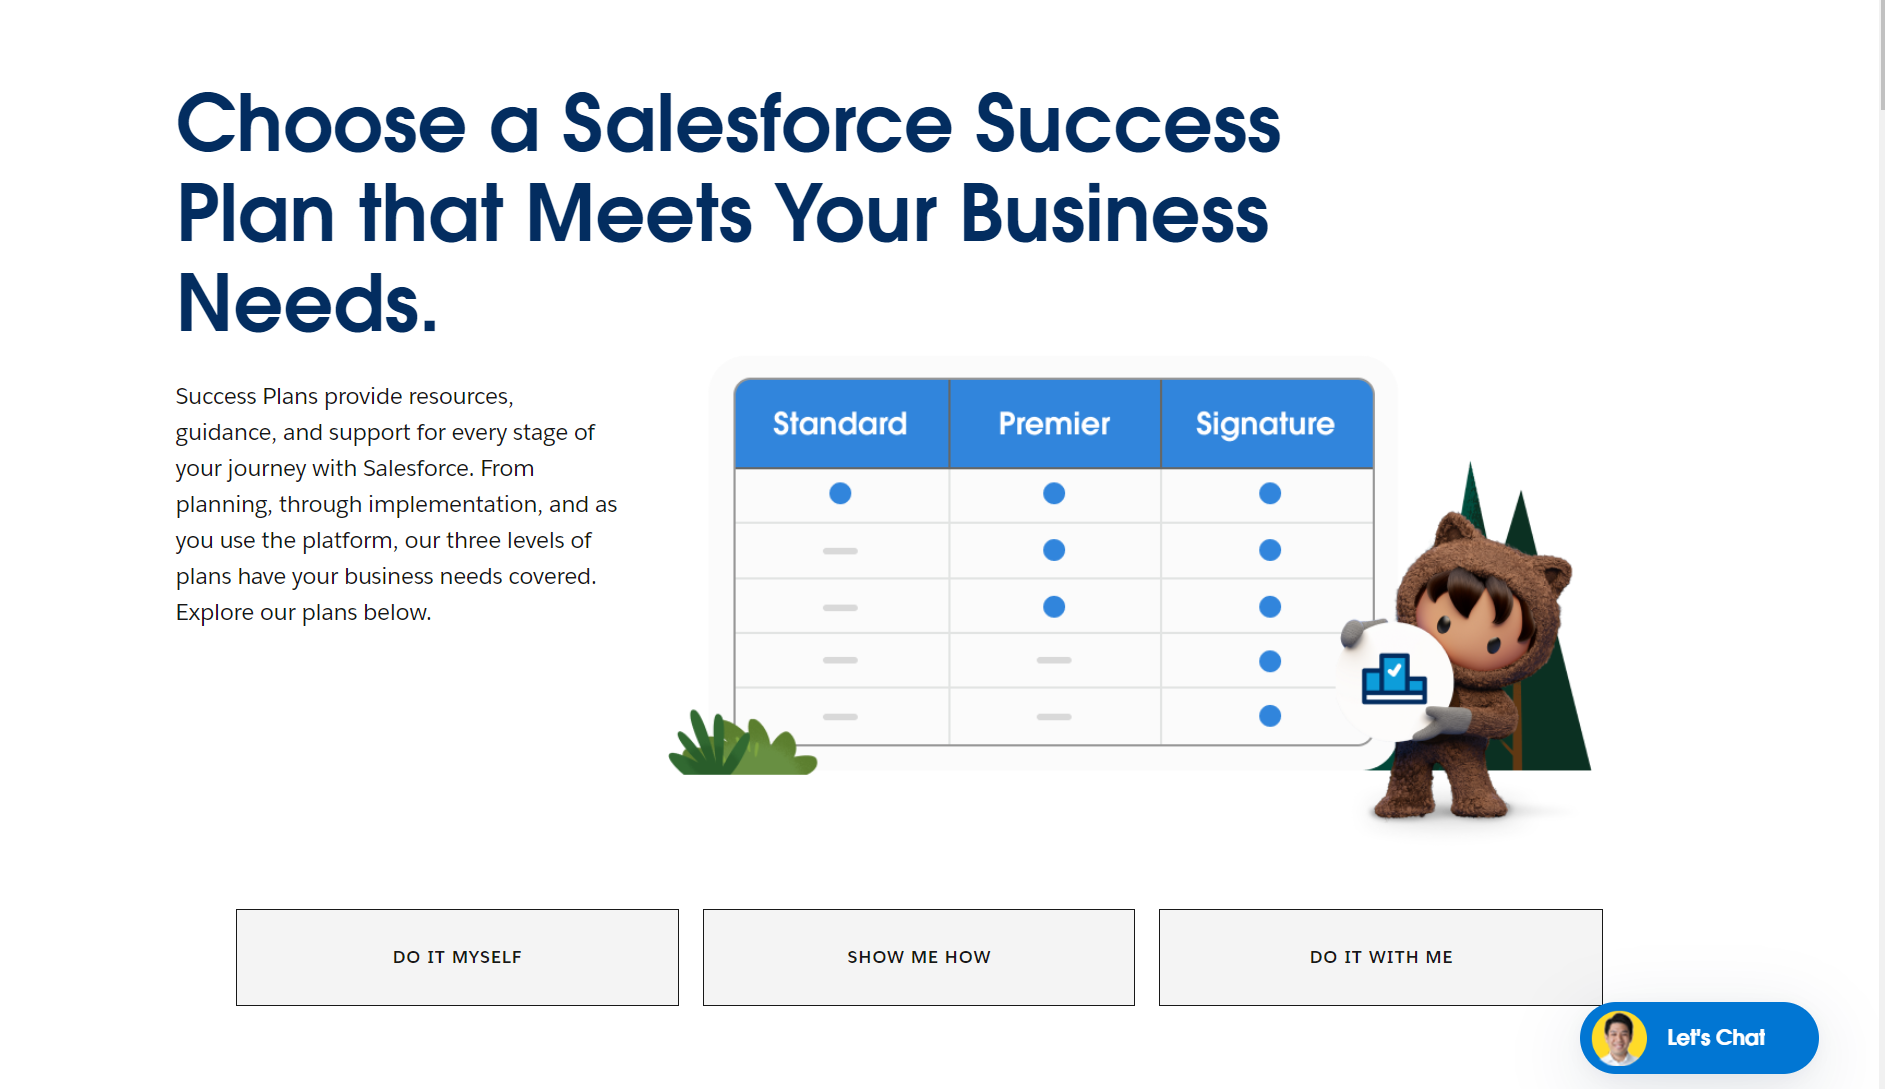 Choose a Salesforce Success
Plan that Meets Your Business
Needs.
Success Plans provide resources,
guidance, and support for every stage of
your journey with Salesforce. From
planning, through implementation, and as
you use the platform, our three levels of
plans have your business needs covered.
Explore our plans below.
Standard Premier Signature
DO IT MYSELF
SHOW ME HOW
DO IT WITH ME
Let's Chat